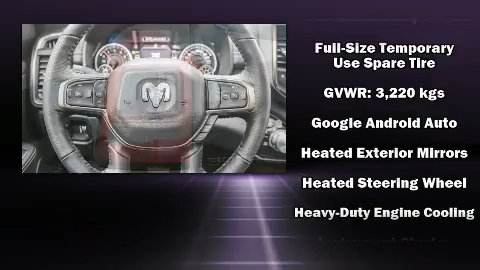 Full-Size Temporary
Use Spare Tire
GVWR: 3,220 kgs
Google Android Auto
Heated Exterior Mirrors
Heated Steering Wheel
Heavy-Duty Engine Cooling